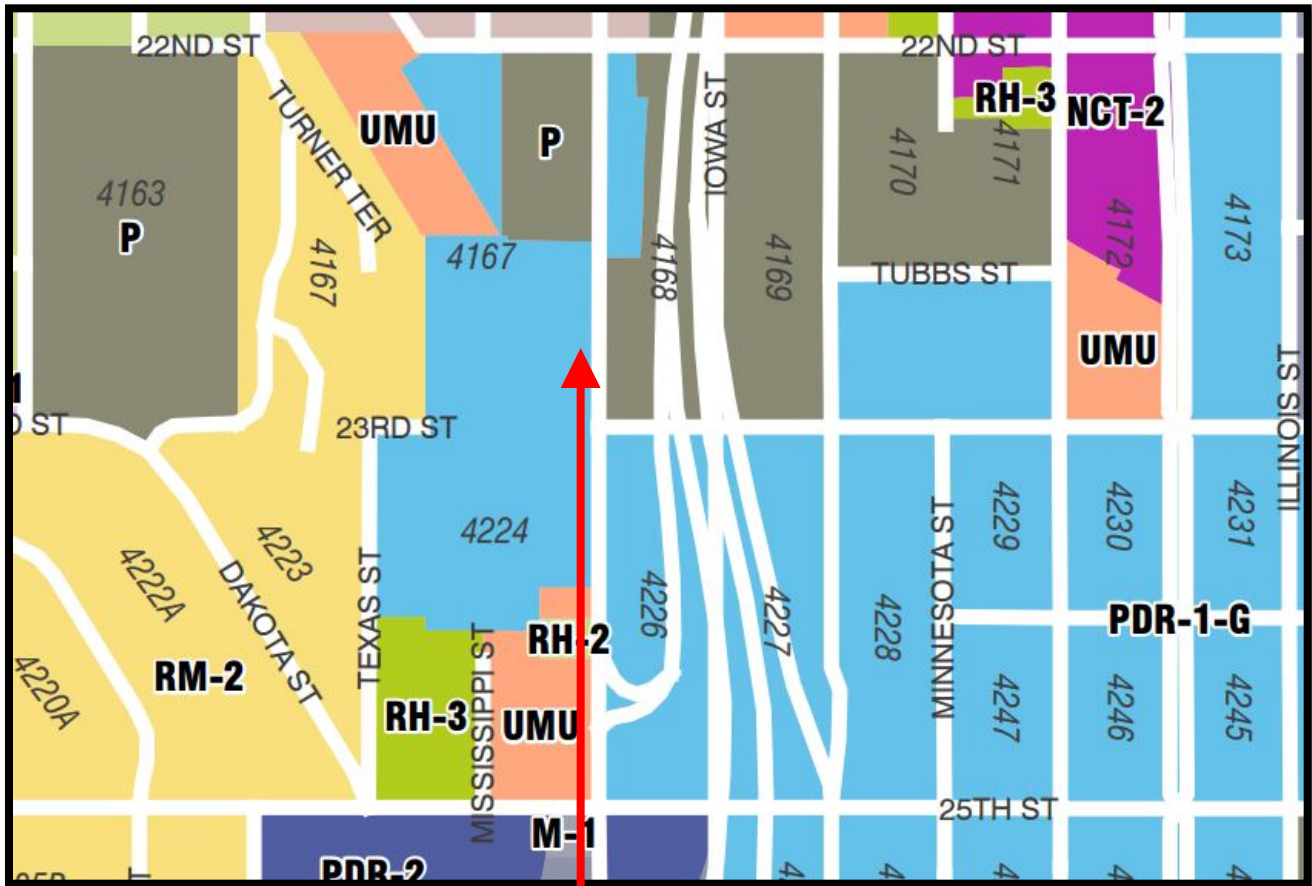 22ND ST
22ND ST
TURNER TER
UMU
P
IOWA ST
RH-3
NCT-2
4170
4171
4163
P
4167
4167
4168
4169
4172
4173
TUBBS ST
UMU
ILLINOIS ST
1
D ST
23RD ST
4224
4222A
4223
DAKOTA ST
TEXAS ST
4226
4227
4228
MINNESOTA ST
4229
4230
4231
PDR-1-G
RH-2
4220A
RM-2
RH-3
MISSISSIPPI ST
UMU
4247
4246
4245
25TH ST
M-1
PDR-2